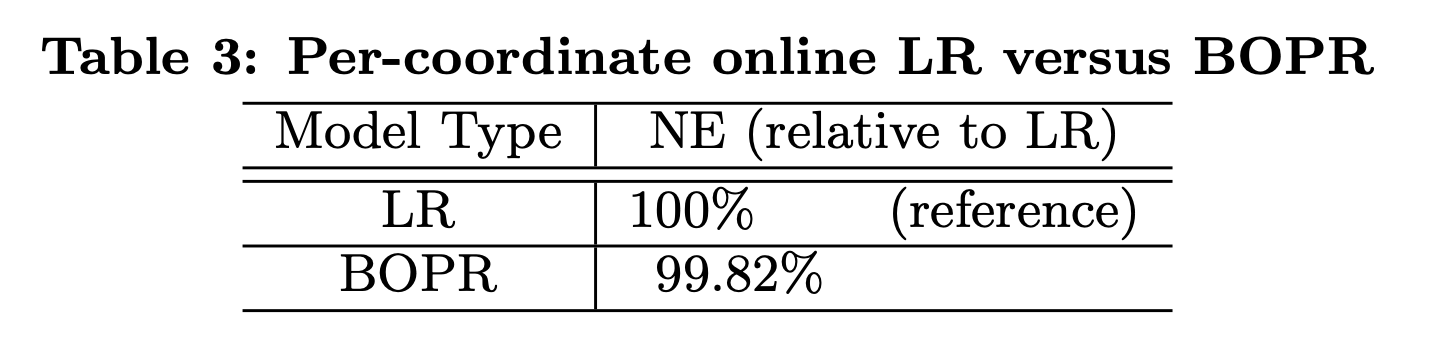 Table 3: Per-coordinate online LR versus BOPR
Model Type NE (relative to LR)
LR 100% (reference)
BOPR 99.82%